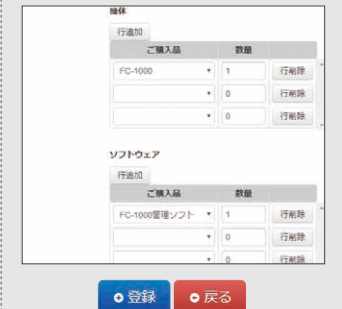 機体
行追加
ご購入品 数量
FC-1000 1 行削除
0 行削除
0 行削除
ソフトウェア
行追加
ご購入品 数量
FC-1000管理ソフト 1 行削除
0 行削除
0 行削除
登録 戻る